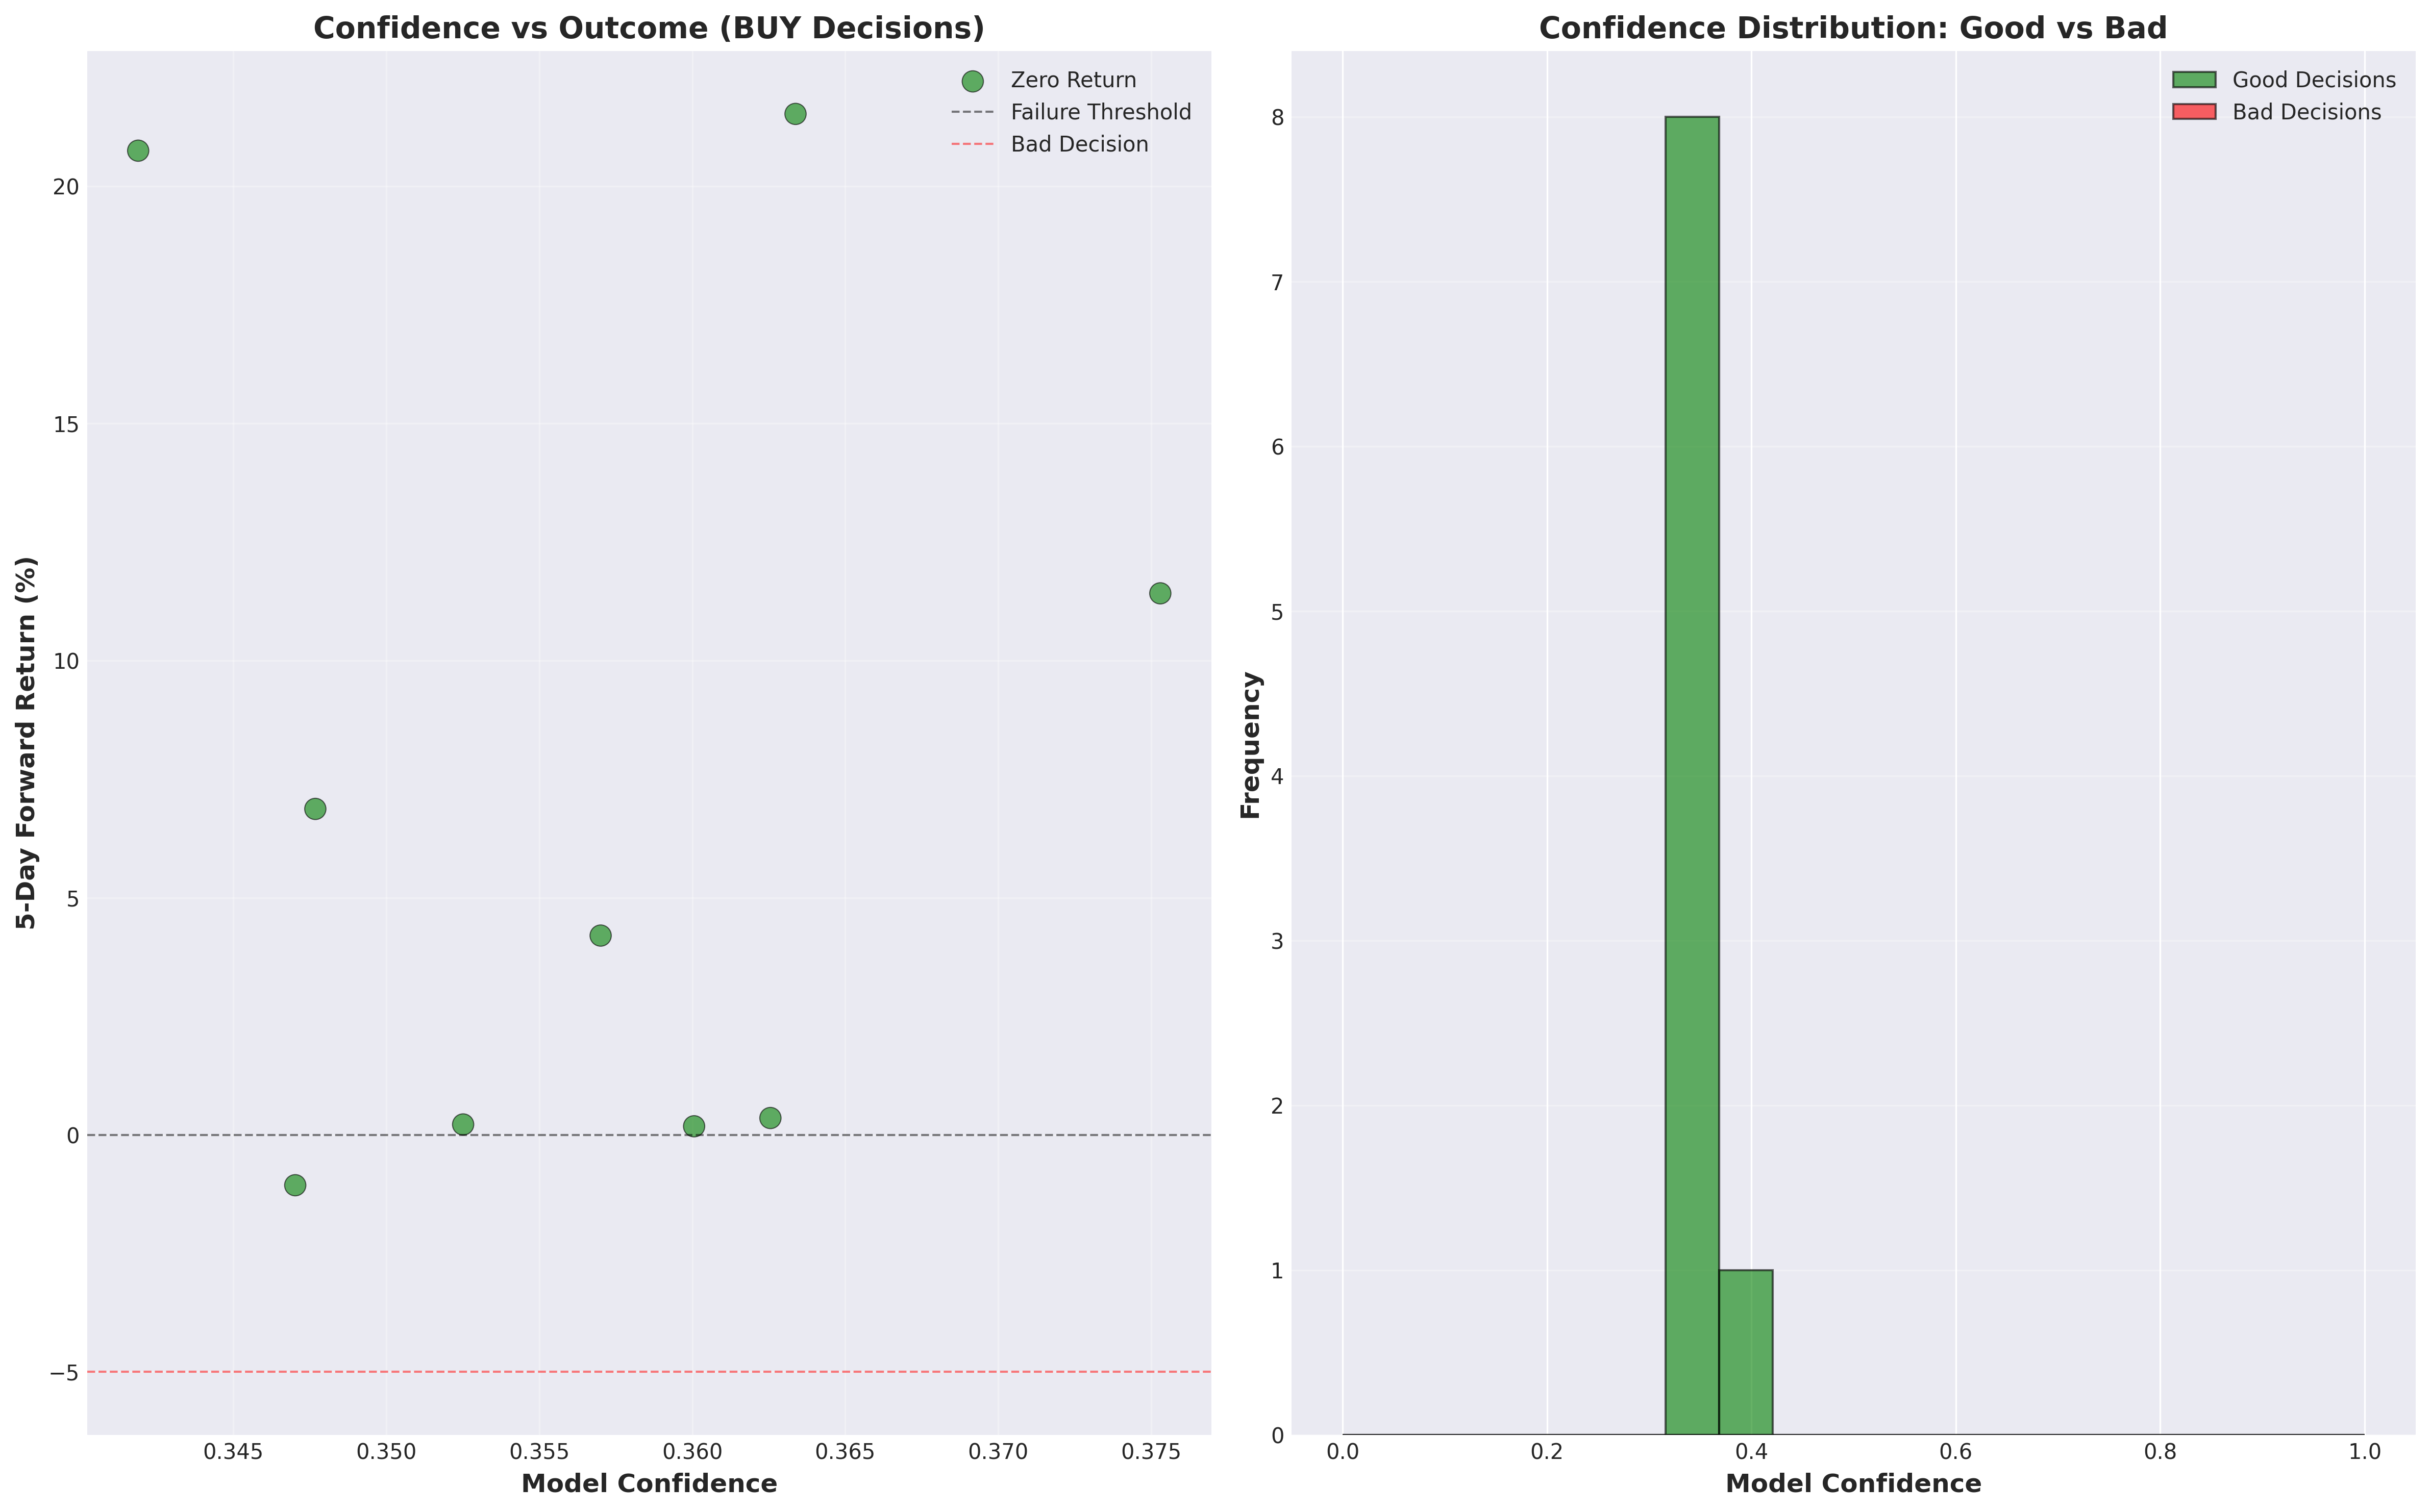 Confidence vs Outcome (BUY Decisions)
Zero Return
Failure Threshold
Bad Decision
20
15
10
5
0
−5
5-Day Forward Return (%)
0.345 0.350 0.355 0.360 0.365 0.370 0.375
Model Confidence
Confidence Distribution: Good vs Bad
Good Decisions
Bad Decisions
8
7
6
5
4
3
2
1
0
Frequency
0.0 0.2 0.4 0.6 0.8 1.0
Model Confidence